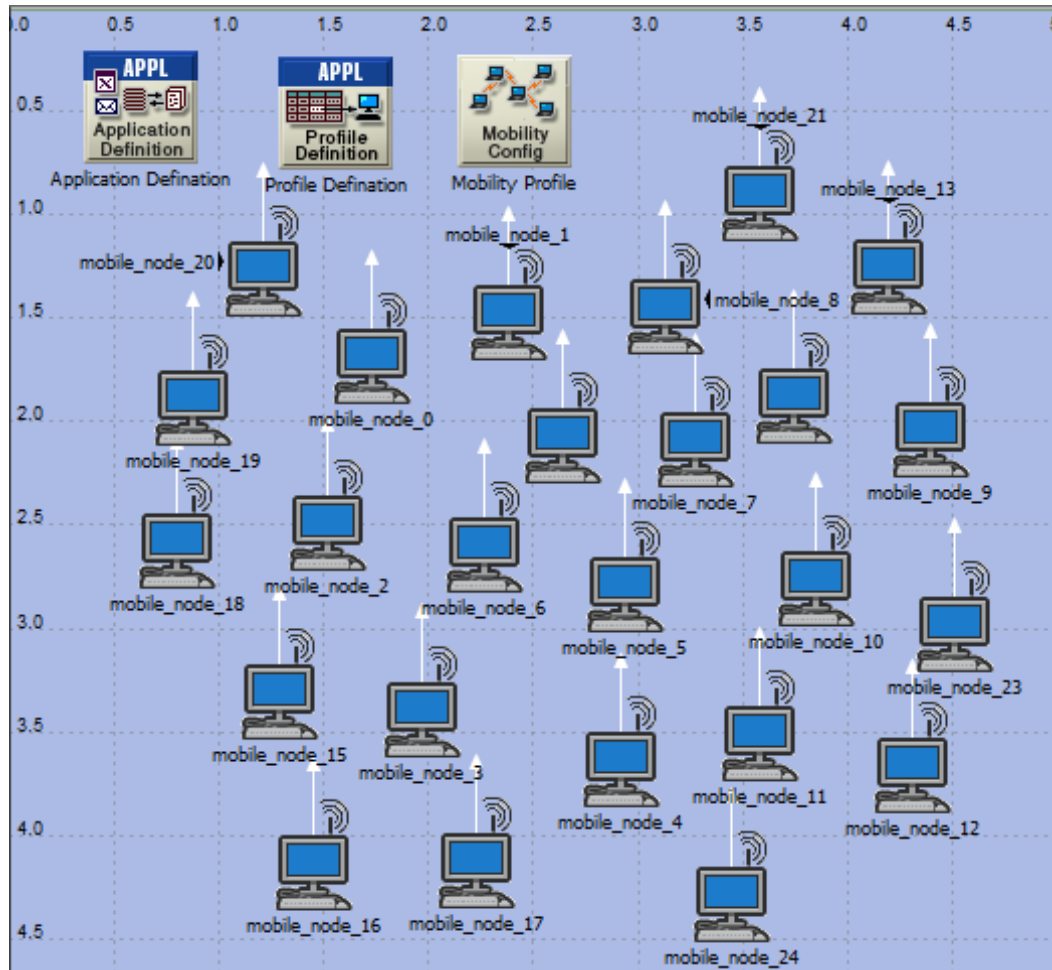 0.0 0.5 1.0 1.5 2.0 2.5 3.0 3.5 4.0 4.5
0.5
1.0
1.5
2.0
2.5
3.0
3.5
4.0
4.5
APPL
Application
Definition
Application Defination
APPL
Profiile
Definition
Profile Defination
Mobility
Config
Mobility Profile
mobile_node_21
mobile_node_13
mobile_node_1
mobile_node_20
mobile_node_8
mobile_node_0
mobile_node_19
mobile_node_7
mobile_node_9
mobile_node_18
mobile_node_2
mobile_node_6
mobile_node_5
mobile_node_10
mobile_node_23
mobile_node_15
mobile_node_3
mobile_node_4
mobile_node_11
mobile_node_12
mobile_node_16
mobile_node_17
mobile_node_24